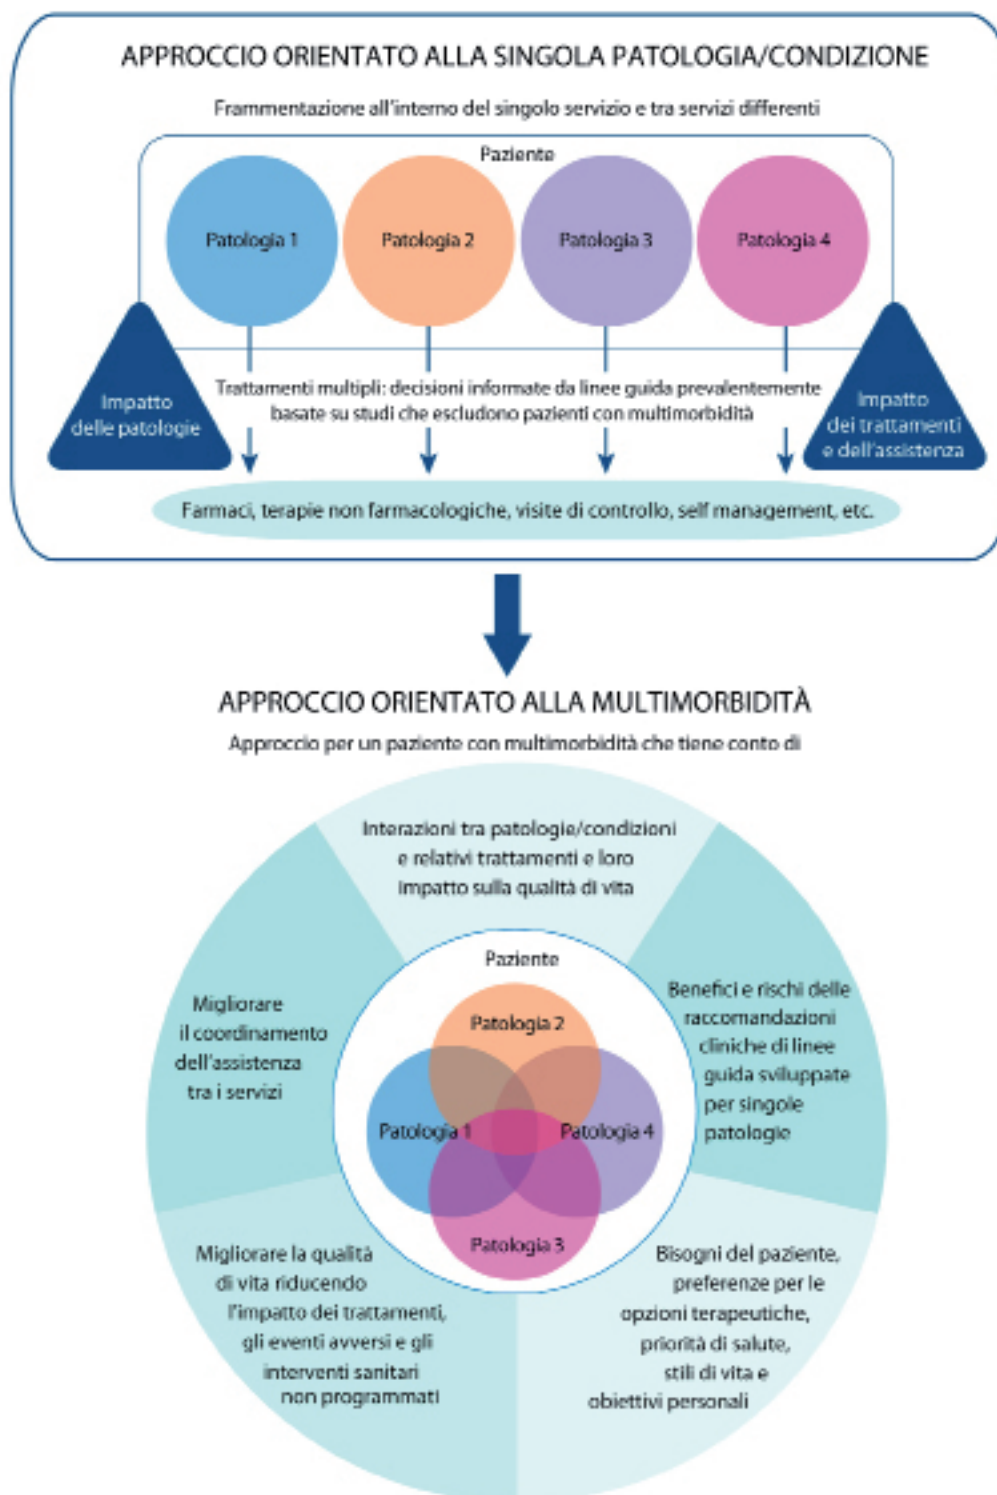 APPROCCIO ORIENTATO ALLA SINGOLA PATOLOGIA/CONDIZIONE
Frammentazione all'interno del singolo servizio e tra servizi differenti
Paziente
Patologia 1
Patologia 2
Patologia 3
Patologia 4
Impatto
delle patologie
Trattamenti multipli: decisioni informate da linee guida prevalentemente
basate su studi che escludono pazienti con multimorbidità
Impatto
dei trattamenti
e dell'assistenza
Farmaci, terapie non farmacologiche, visite di controllo, self management, etc.
APPROCCIO ORIENTATO ALLA MULTIMORBIDITÀ
Approccio per un paziente con multimorbidità che tiene conto di
Interazioni tra patologie/condizioni
e relativi trattamenti e loro
impatto sulla qualità di vita
Benefici e rischi delle
raccomandazioni
cliniche di linee
guida sviluppate
per singole
patologie
Bisogni del paziente,
preferenze per le
opzioni terapeutiche,
priorità di salute,
stili di vita e
obiettivi personali
Migliorare la qualità
di vita riducendo
l'impatto dei trattamenti,
gli eventi avversi e gli
interventi sanitari
non programmati
Migliorare
il coordinamento
dell'assistenza
tra i servizi
Paziente
Patologia 2
Patologia 1
Patologia 4
Patologia 3